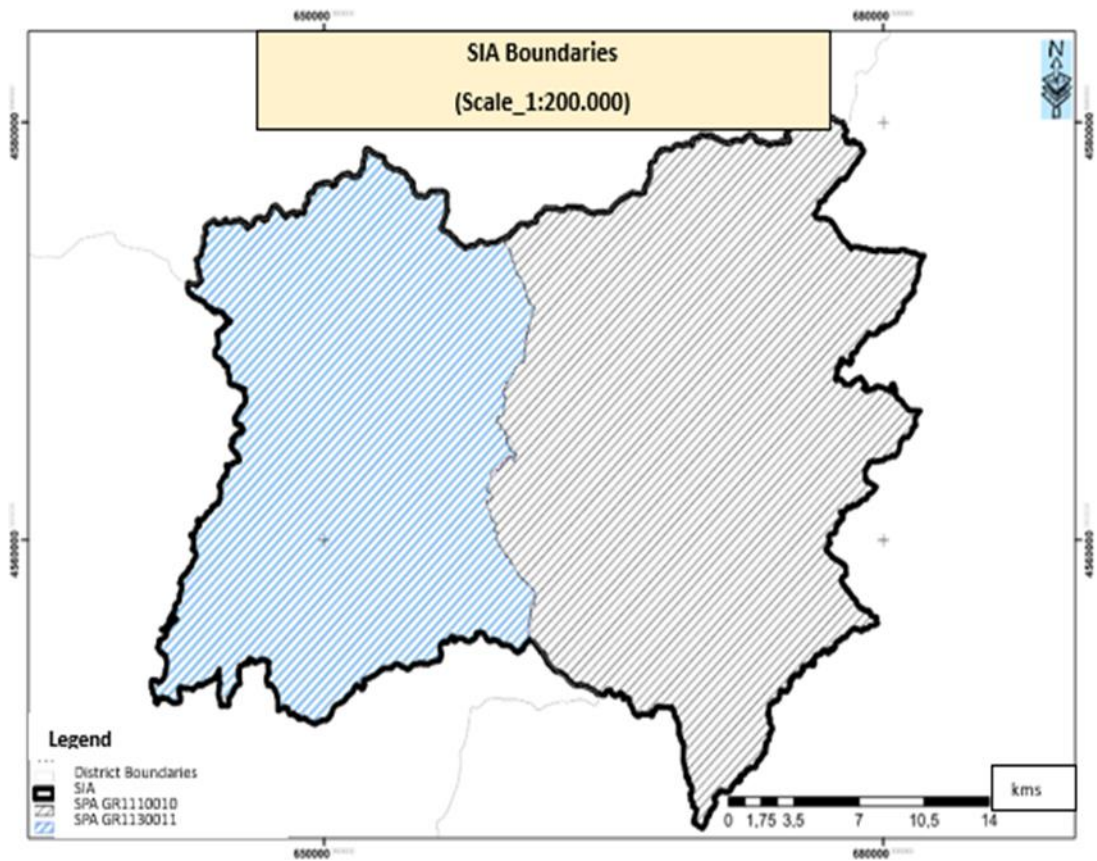 650000
680000
SIA Boundaries
(Scale_1:200.000)
N
4580000
4580000
4560000
4560000
Legend
District Boundaries
SIA
SPA GR1110010
SPA GR1130011
kms
0 1,75 3,5 7 10,5 14
650000
680000